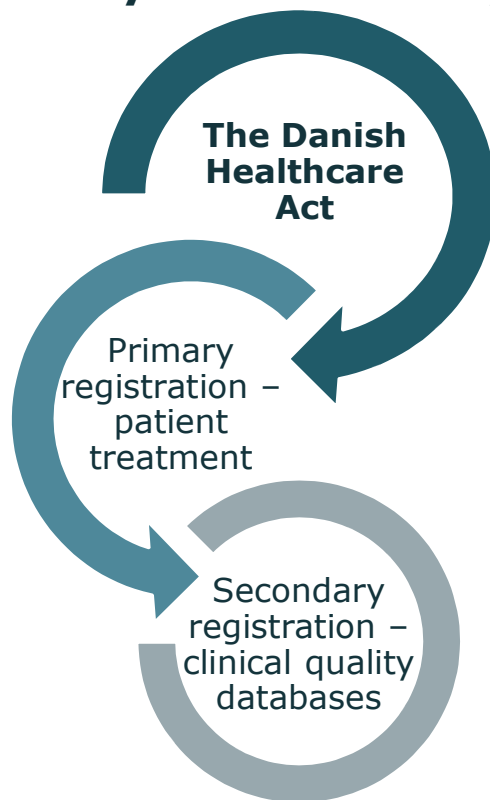 The Danish
Healthcare
Act
Primary
registration –
patient
treatment
Secondary
registration –
clinical quality
databases